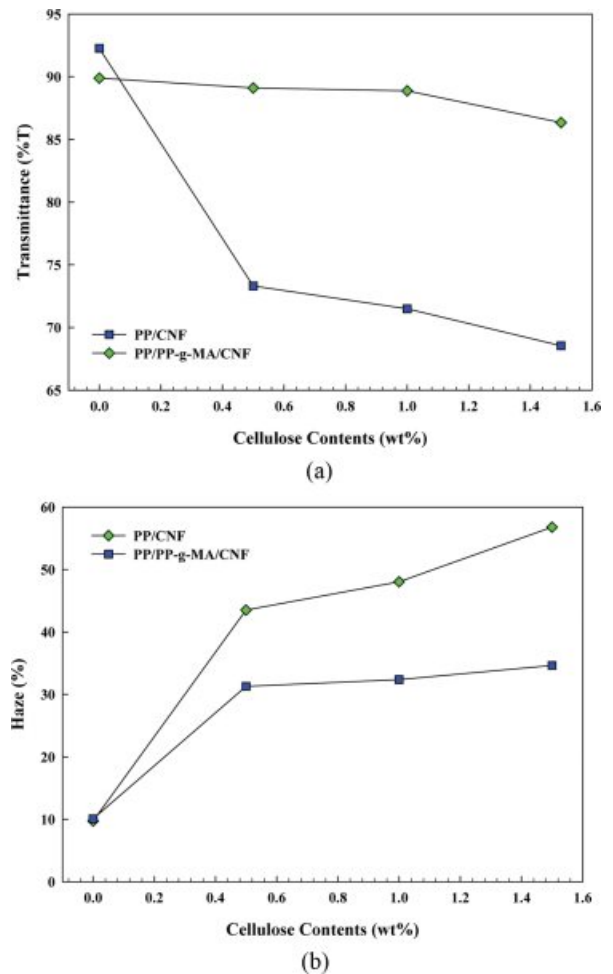 95
90
85
80
75
70
65
Transmittance (%T)
PP/CNF
PP/PP-g-MA/CNF
0.0 0.2 0.4 0.6 0.8 1.0 1.2 1.4 1.6
Cellulose Contents (wt%)
(a)
60
50
40
30
20
10
0
Haze (%)
PP/CNF
PP/PP-g-MA/CNF
0.0 0.2 0.4 0.6 0.8 1.0 1.2 1.4 1.6
Cellulose Contents (wt%)
(b)